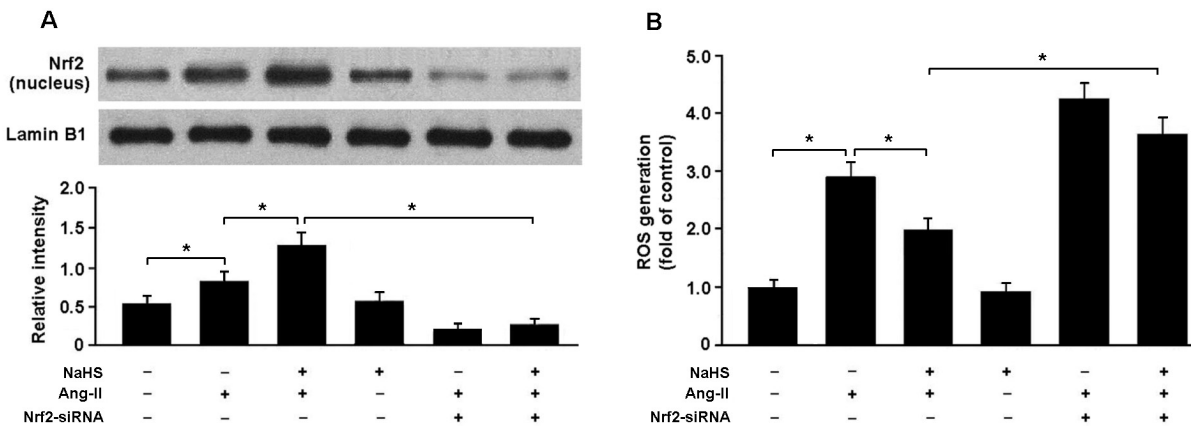 A
Nrf2
(nucleus)
Lamin B1
Relative intensity
2.0
1.5
1.0
0.5
0
*
*
*
NaHS – – + + – +
Ang-II – + + – + +
Nrf2-siRNA – – – – + +
B
ROS generation
(fold of control)
5.0
4.0
3.0
2.0
1.0
0
*
*
*
NaHS – – + + – +
Ang-II – + + – + +
Nrf2-siRNA – – – – + +